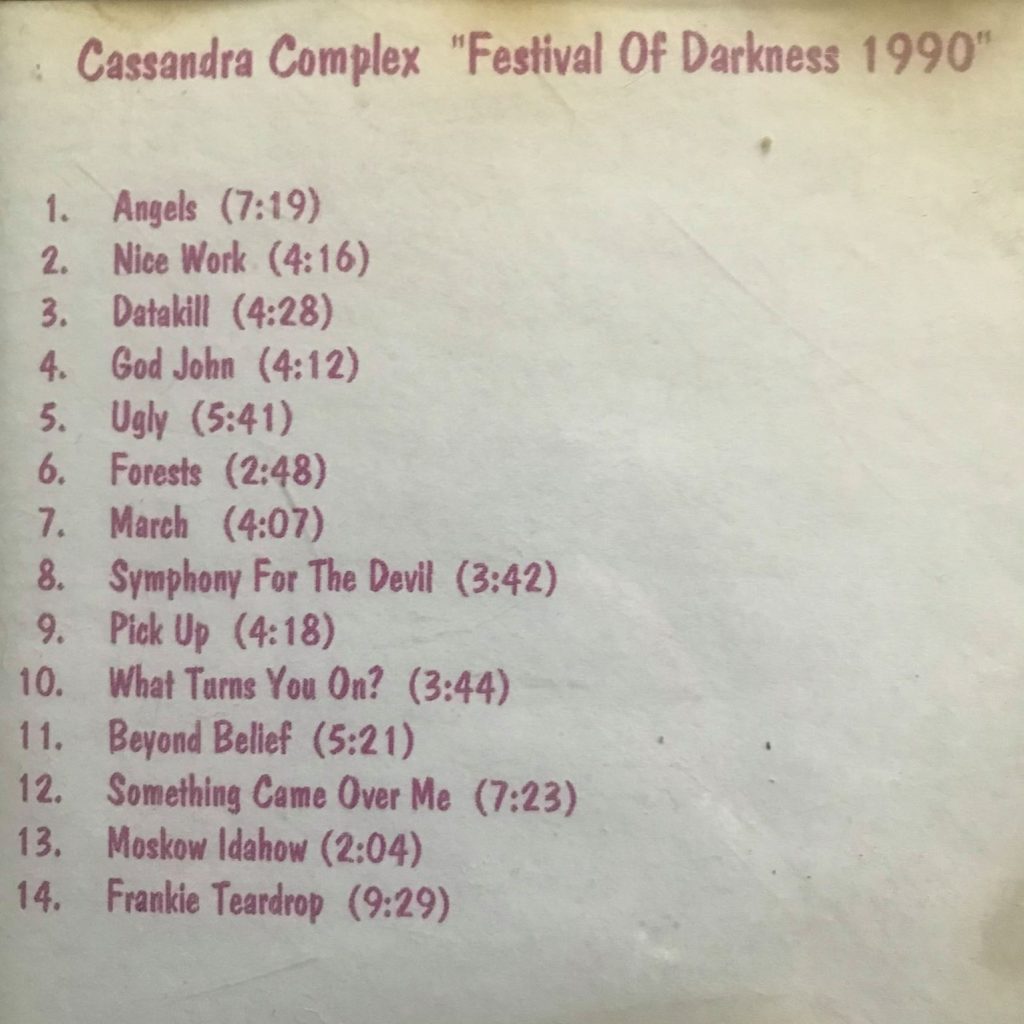 Cassandra Complex "Festival Of Darkness 1990"
1. Angels (7:19)
2. Nice Work (4:16)
3. Datakill (4:28)
4. God John (4:12)
5. Ugly (5:41)
6. Forests (2:48)
7. March (4:07)
8. Symphony For The Devil (3:42)
9. Pick Up (4:18)
10. What Turns You On? (3:44)
11. Beyond Belief (5:21)
12. Something Came Over Me (7:23)
13. Moskow Idahow (2:04)
14. Frankie Teardrop (9:29)